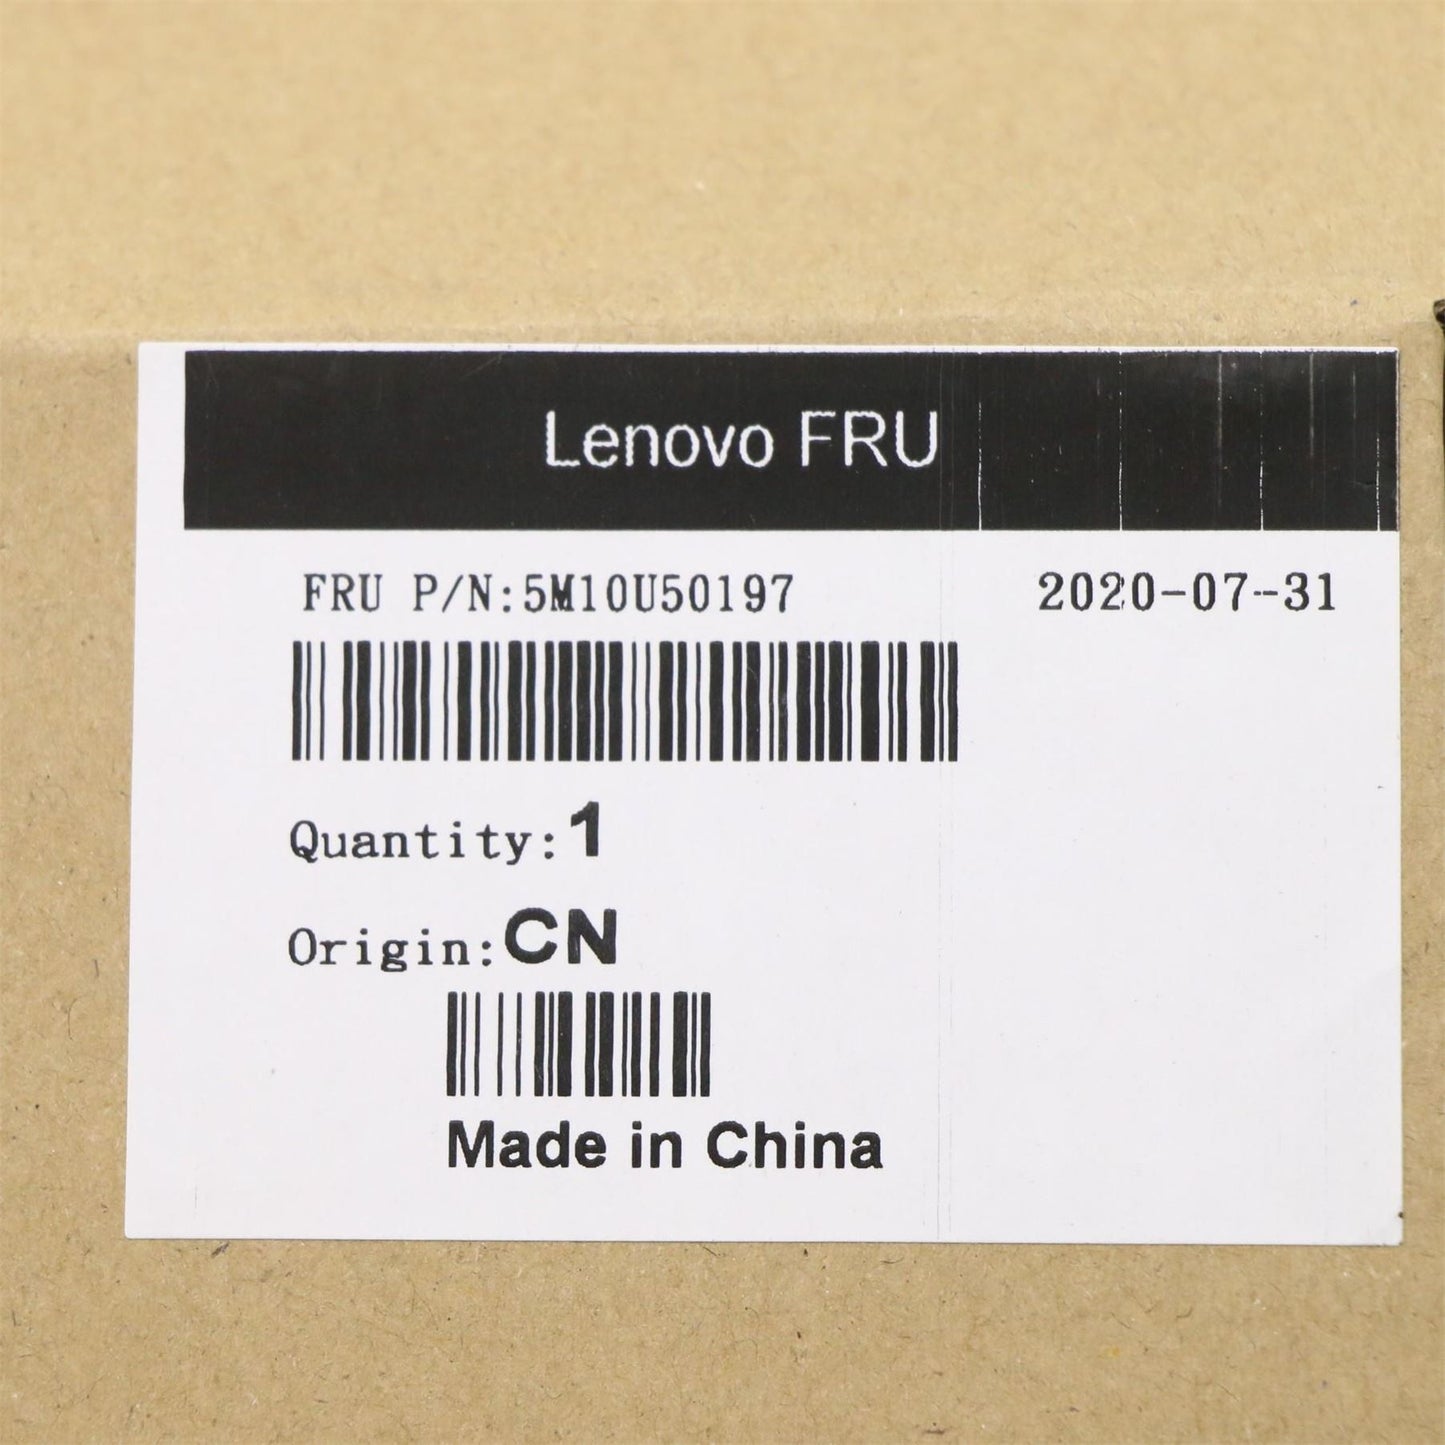 Lenovo FRU
FRU P/N:5M10U50197 2020-07-31
Quantity:1
Origin:CN
Made in China